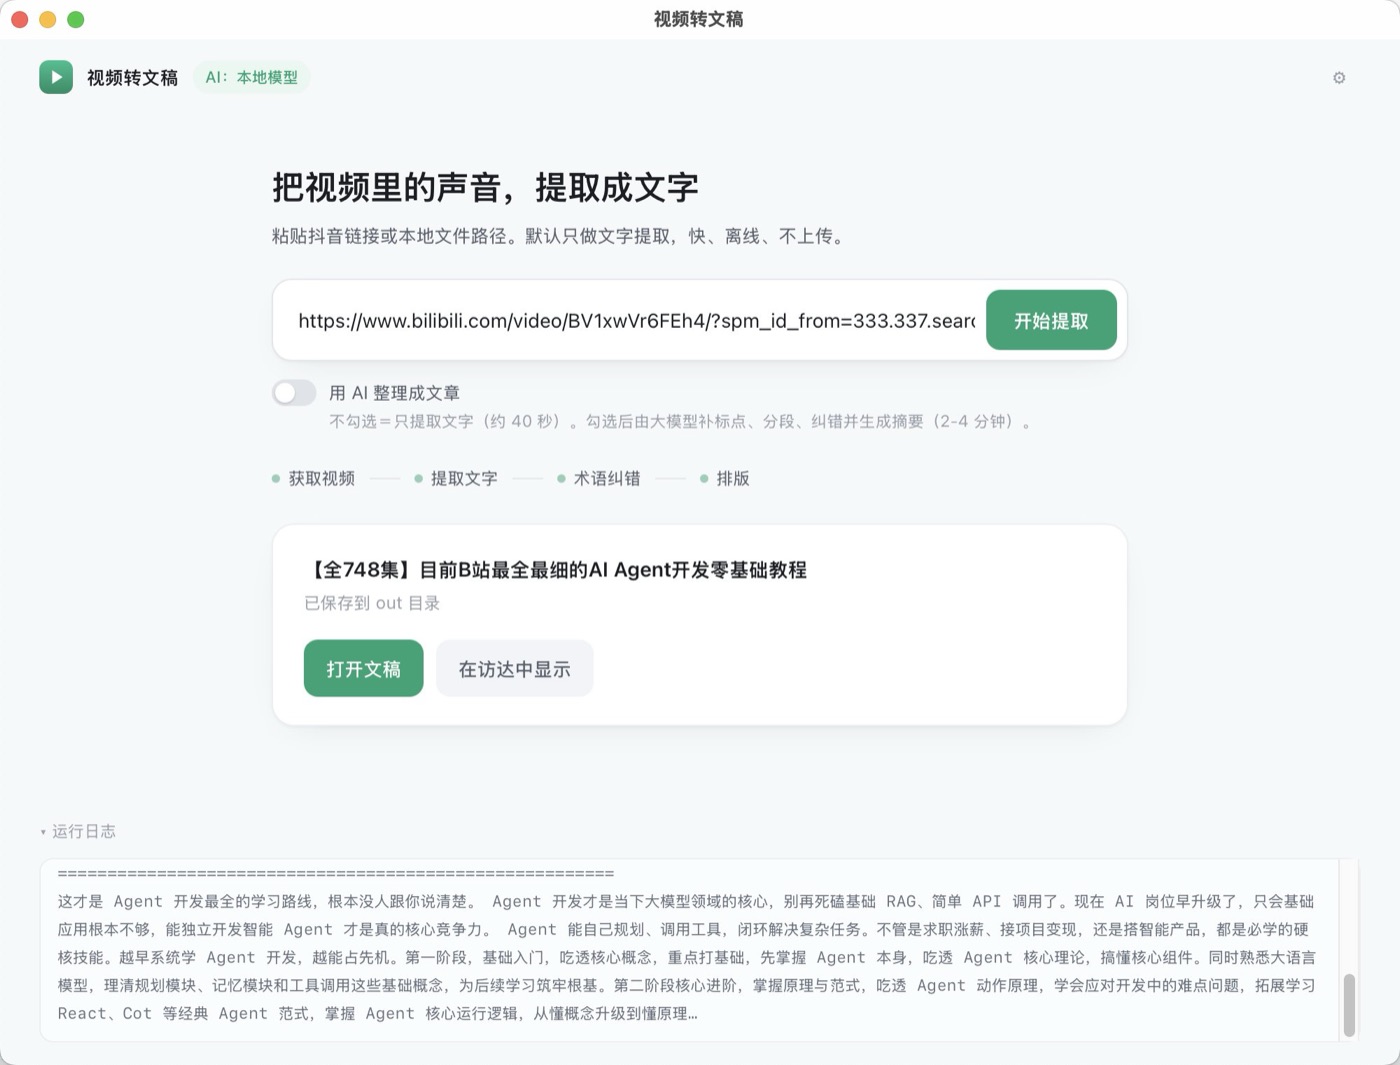 视频转文稿
视频转文稿 AI：本地模型
把视频里的声音，提取成文字
粘贴抖音链接或本地文件路径。默认只做文字提取，快、离线、不上传。
https://www.bilibili.com/video/BV1xwVr6FEh4/?spm_id_from=333.337.searc 开始提取
用 AI 整理成文章
不勾选＝只提取文字（约 40 秒）。勾选后由大模型补标点、分段、纠错并生成摘要（2-4 分钟）。
获取视频 提取文字 术语纠错 排版
【全748集】目前B站最全最细的AI Agent开发零基础教程
已保存到 out 目录
打开文稿 在访达中显示
运行日志
========================================================
这才是 Agent 开发最全的学习路线，根本没人跟你说清楚。 Agent 开发才是当下大模型领域的核心，别再死磕基础 RAG、简单 API 调用了。现在 AI 岗位早升级了，只会基础
应用根本不够，能独立开发智能 Agent 才是真的核心竞争力。 Agent 能自己规划、调用工具，闭环解决复杂任务。不管是求职涨薪、接项目变现，还是搭智能产品，都是必学的硬
核技能。越早系统学 Agent 开发，越能占先机。第一阶段，基础入门，吃透核心概念，重点打基础，先掌握 Agent 本身，吃透 Agent 核心理论，搞懂核心组件。同时熟悉大语言
模型，理清规划模块、记忆模块和工具调用这些基础概念，为后续学习筑牢根基。第二阶段核心进阶，掌握原理与范式，吃透 Agent 动作原理，学会应对开发中的难点问题，拓展学习
React、Cot 等经典 Agent 范式，掌握 Agent 核心运行逻辑，从懂概念升级到懂原理…